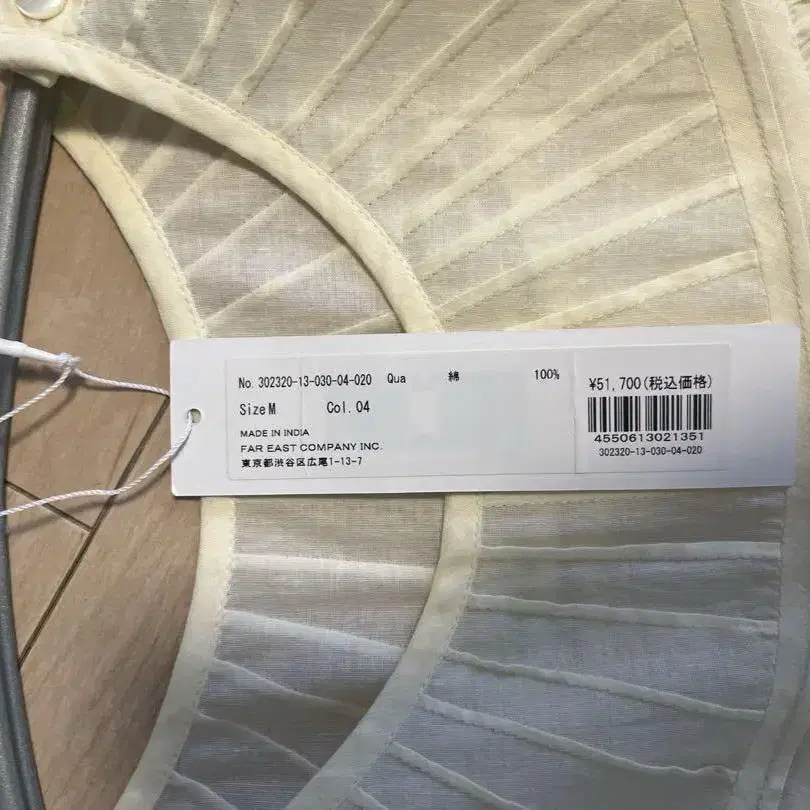 No. 302320-13-030-04-020 Qua 綿 100%
Size M Col. 04
MADE IN INDIA
FAR EAST COMPANY INC.
東京都渋谷区広尾1-13-7
¥51,700(税込価格)
4550613021351
302320-13-030-04-020